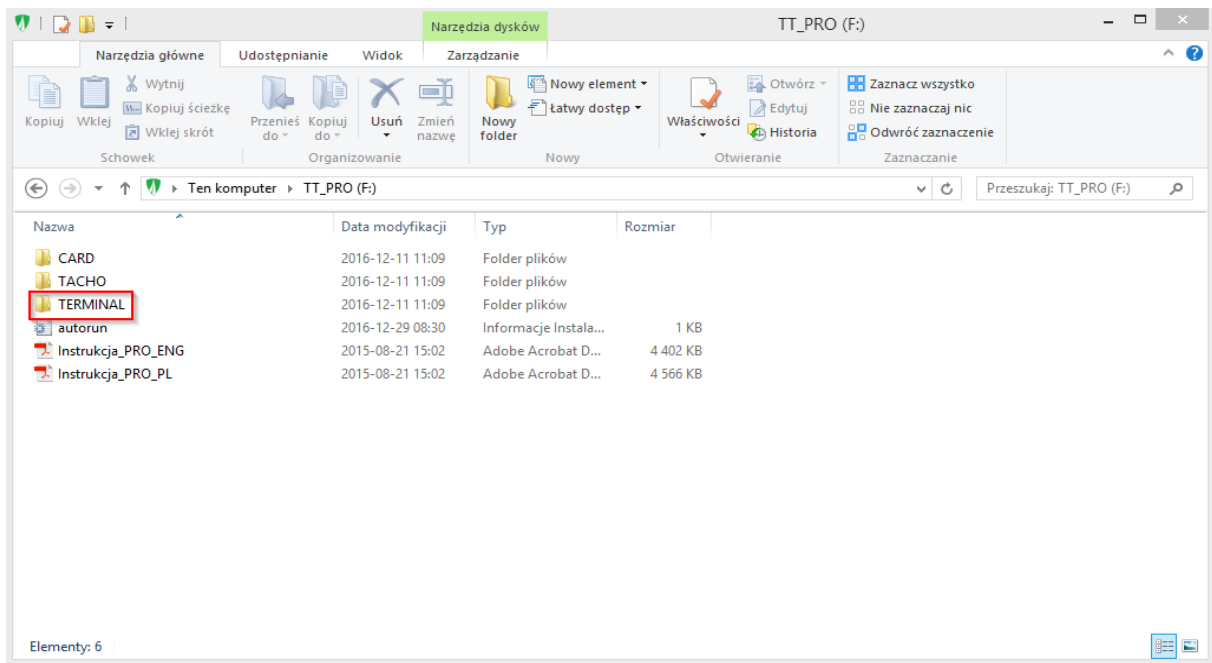 Narzędzia dysków
TT_PRO (F:)
Narzędzia główne
Udostępnianie
Widok
Zarządzanie
Kopiuj
Wklej
Wytnij
Kopiuj ścieżkę
Wklej skrót
Schowek
Przenieś do
Kopiuj do
Usuń
Zmień nazwę
Organizowanie
Nowy folder
Nowy element
Łatwy dostęp
Nowy
Właściwości
Otwórz
Edytuj
Historia
Otwieranie
Zaznacz wszystko
Nie zaznaczaj nic
Odwróć zaznaczenie
Zaznaczanie
Ten komputer TT_PRO (F:)
Przeszukaj: TT_PRO (F:)
Nazwa Data modyfikacji Typ Rozmiar
CARD 2016-12-11 11:09 Folder plików
TACHO 2016-12-11 11:09 Folder plików
TERMINAL 2016-12-11 11:09 Folder plików
autorun 2016-12-29 08:30 Informacje Instala... 1 KB
Instrukcja_PRO_ENG 2015-08-21 15:02 Adobe Acrobat D... 4 402 KB
Instrukcja_PRO_PL 2015-08-21 15:02 Adobe Acrobat D... 4 566 KB
Elementy: 6